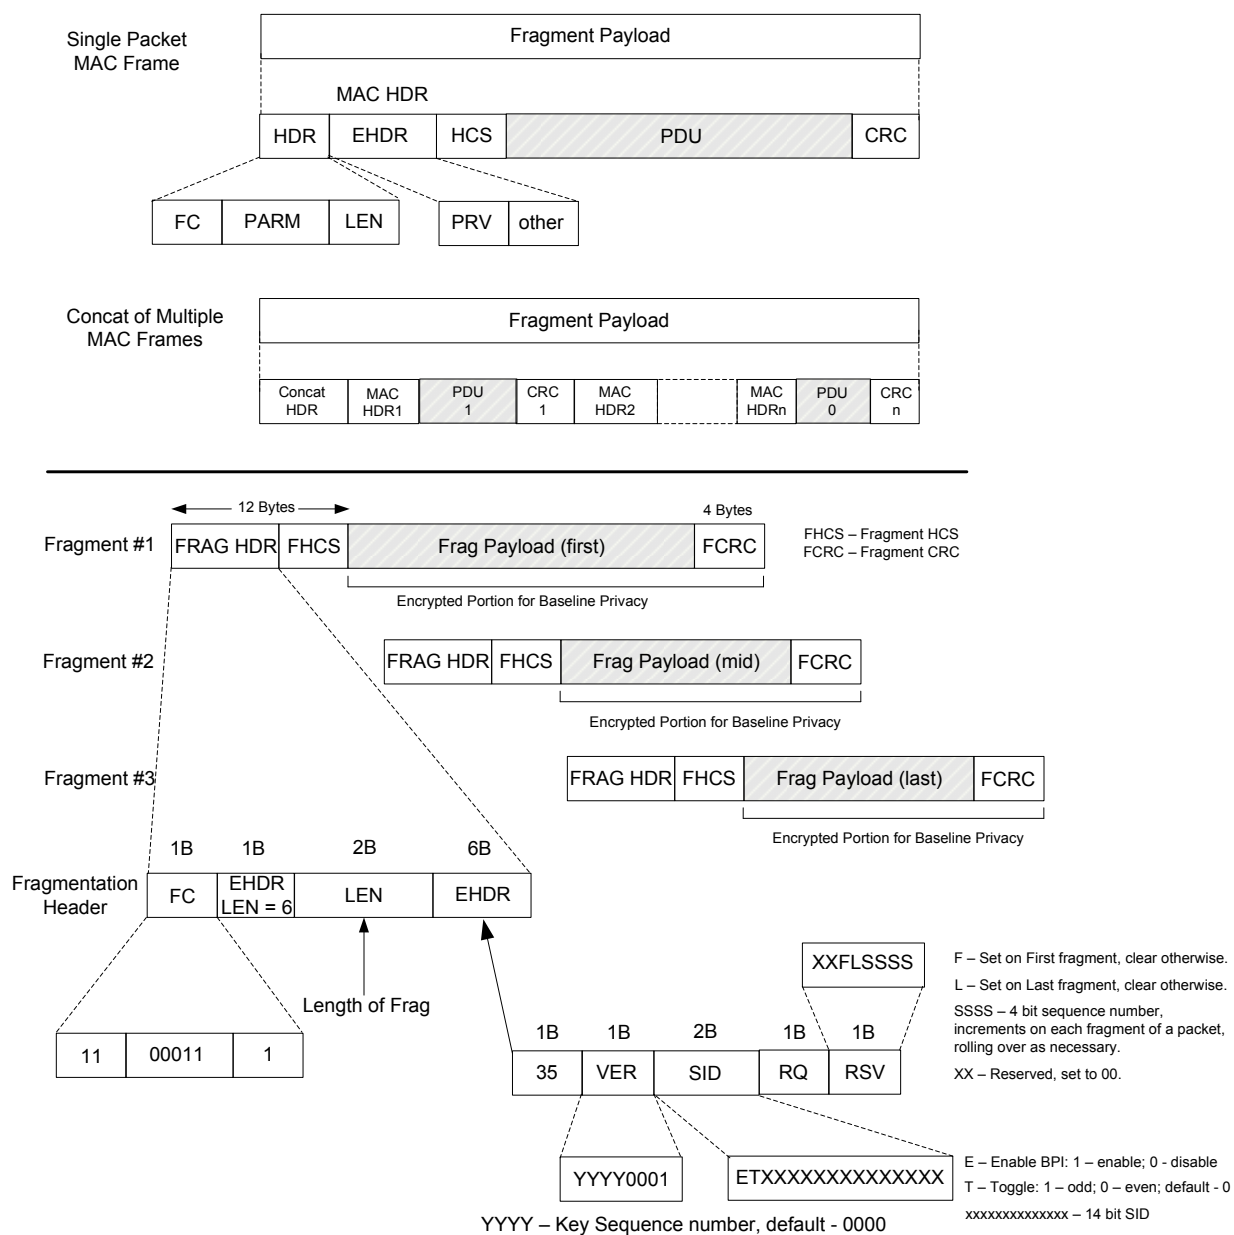 Single Packet
MAC Frame
Fragment Payload
MAC HDR
HDR
EHDR
HCS
PDU
CRC
FC
PARM
LEN
PRV
other
Concat of Multiple
MAC Frames
Fragment Payload
Concat
HDR
MAC
HDR1
PDU
1
CRC
1
MAC
HDR2
MAC
HDRn
PDU
0
CRC
n
12 Bytes
4 Bytes
Fragment #1
FRAG HDR
FHCS
Frag Payload (first)
FCRC
FHCS – Fragment HCS
FCRC – Fragment CRC
Encrypted Portion for Baseline Privacy
Fragment #2
FRAG HDR
FHCS
Frag Payload (mid)
FCRC
Encrypted Portion for Baseline Privacy
Fragment #3
FRAG HDR
FHCS
Frag Payload (last)
FCRC
Encrypted Portion for Baseline Privacy
1B
1B
2B
6B
Fragmentation
Header
FC
EHDR
LEN = 6
LEN
EHDR
Length of Frag
11
00011
1
XXFLSSSS
F – Set on First fragment, clear otherwise.
L – Set on Last fragment, clear otherwise.
SSSS – 4 bit sequence number,
increments on each fragment of a packet,
rolling over as necessary.
XX – Reserved, set to 00.
1B
1B
2B
1B
1B
35
VER
SID
RQ
RSV
YYYY0001
ETXXXXXXXXXXXXXX
E – Enable BPI: 1 – enable; 0 - disable
T – Toggle: 1 – odd; 0 – even; default - 0
xxxxxxxxxxxxxx – 14 bit SID
YYYY – Key Sequence number, default - 0000